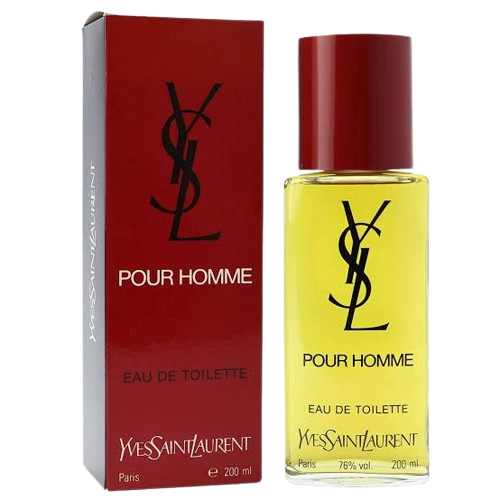 YSL
POUR HOMME
EAU DE TOILETTE
YVESSAINTLAURENT
Paris e 200 ml
YVESSAINTLAURENT
YSL
POUR HOMME
EAU DE TOILETTE
YVESSAINTLAURENT
Paris 76% vol. 200 ml